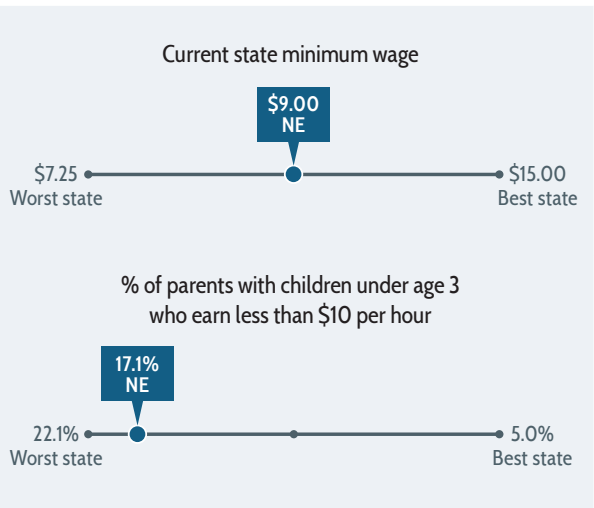 Current state minimum wage
$9.00
NE
$7.25
Worst state
$15.00
Best state
% of parents with children under age 3
who earn less than $10 per hour
17.1%
NE
22.1%
Worst state
5.0%
Best state